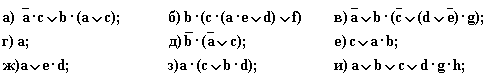 а) a̅·c∨b·(a∨c); б) b·(c·(a·e∨d)∨f) в) a̅∨b·(c̅∨(d∨e̅)·g);
г) a; д) b̅·(a̅∨c); е) c∨a·b;
ж)a∨e·d; з)a·(c∨b·d); и) a∨b∨c∨d·g·h;